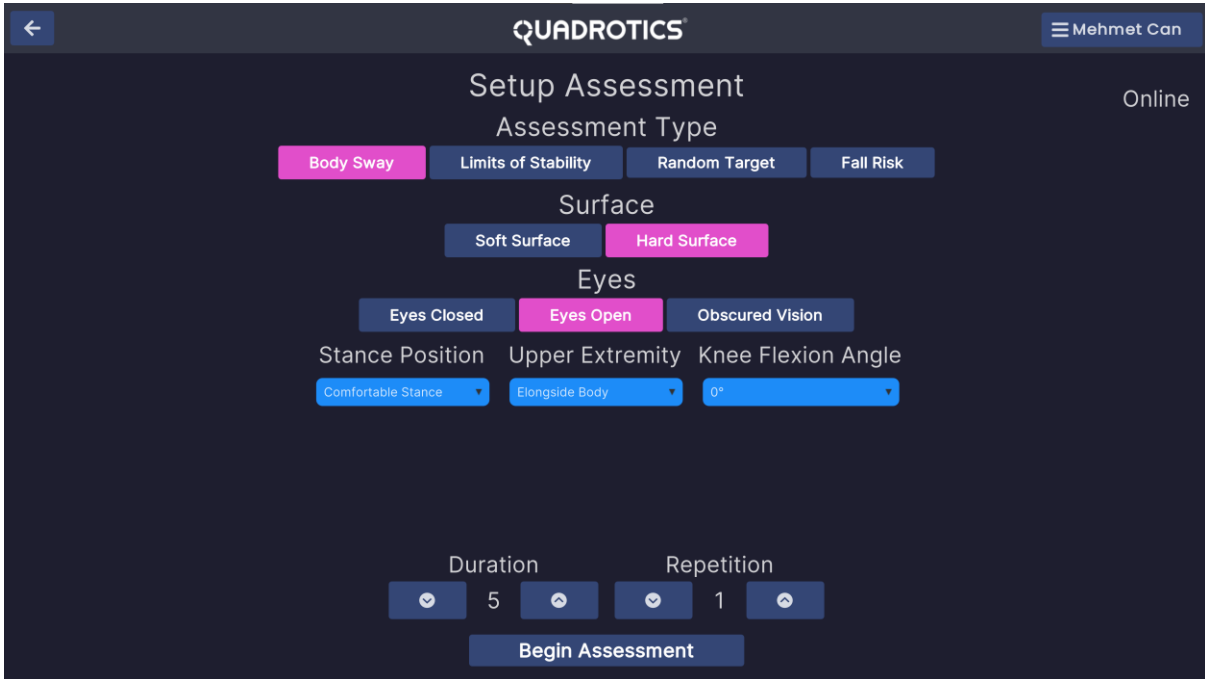 QUADROTICS®
Mehmet Can
Setup Assessment
Online
Assessment Type
Body Sway Limits of Stability Random Target Fall Risk
Surface
Soft Surface Hard Surface
Eyes
Eyes Closed Eyes Open Obscured Vision
Stance Position Upper Extremity Knee Flexion Angle
Comfortable Stance Elongside Body 0°
Duration Repetition
5 1
Begin Assessment